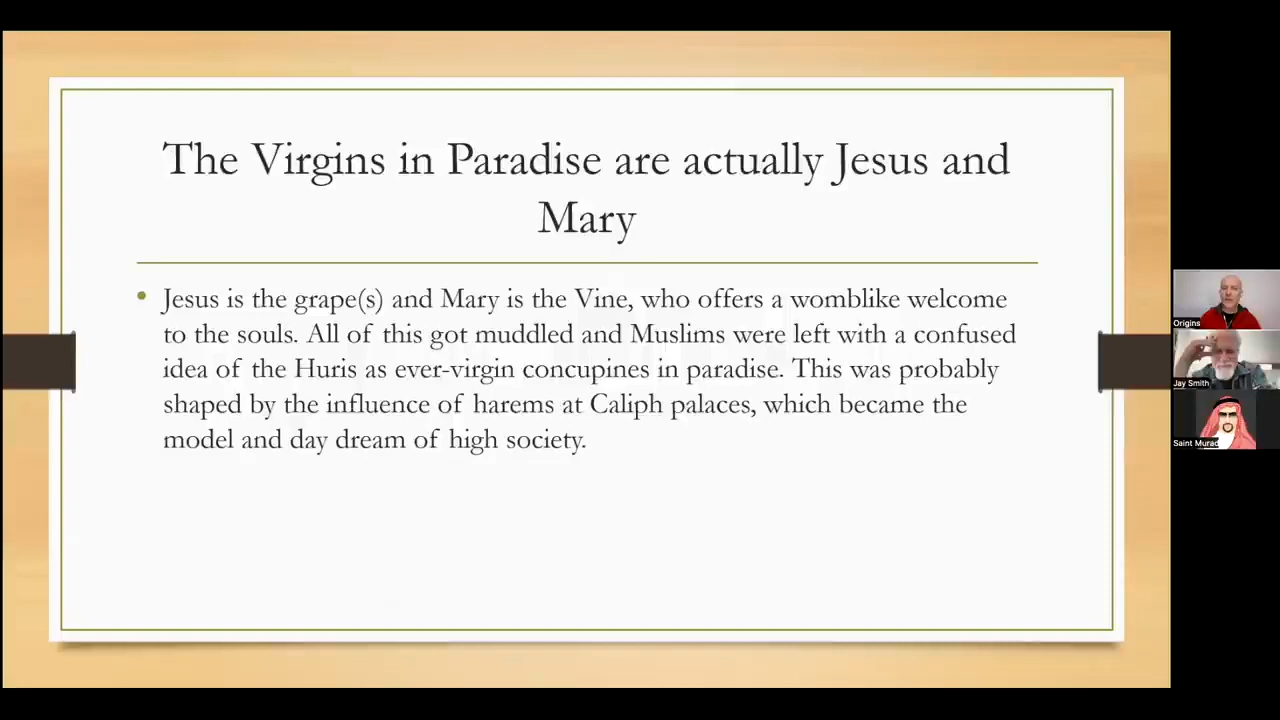 The Virgins in Paradise are actually Jesus and
Mary
Jesus is the grape(s) and Mary is the Vine, who offers a womblike welcome
to the souls. All of this got muddled and Muslims were left with a confused
idea of the Huris as ever-virgin concupines in paradise. This was probably
shaped by the influence of harems at Caliph palaces, which became the
model and day dream of high society.
Origins
Jay Smith
Saint Murad